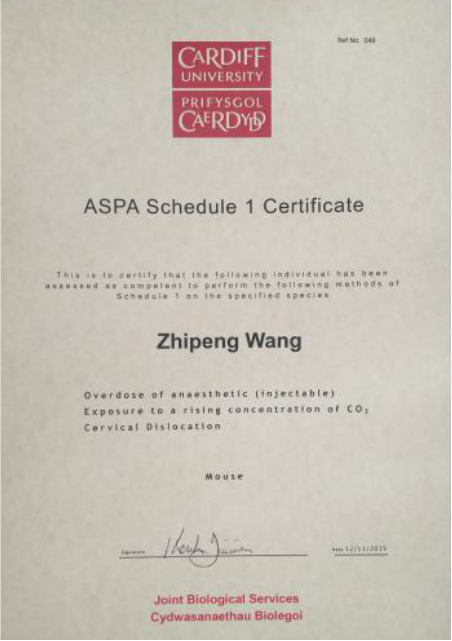 Ref No. 048
CARDIFF
UNIVERSITY
PRIFYSGOL
CAERDYDD
ASPA Schedule 1 Certificate
This is to certify that the following individual has been
assessed as competent to perform the following methods of
Schedule 1 on the specified species
Zhipeng Wang
Overdose of anaesthetic (injectable)
Exposure to a rising concentration of CO₂
Cervical Dislocation
Mouse
Signature
Date 12/11/2015
Joint Biological Services
Cydwasanaethau Biolegol